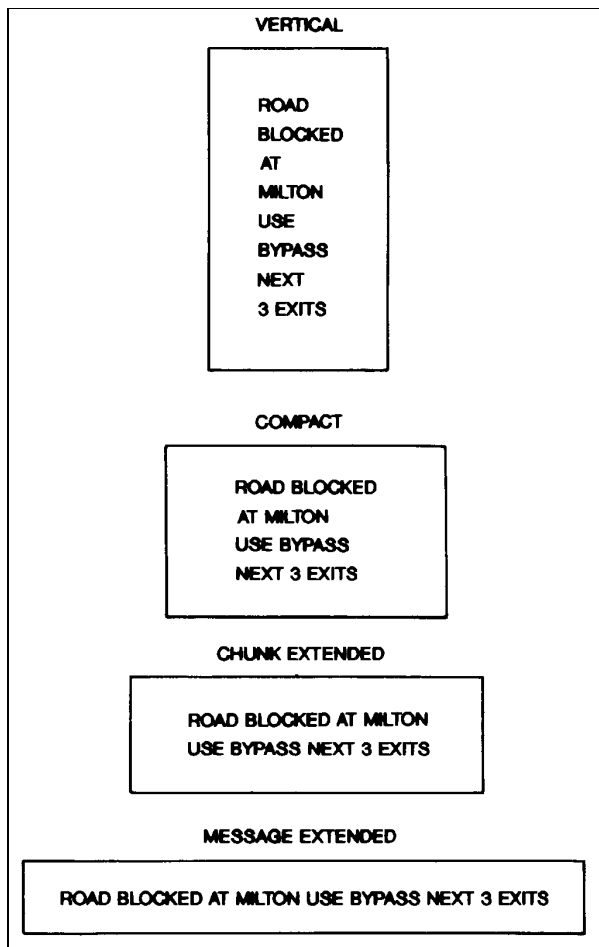 VERTICAL
ROAD
BLOCKED
AT
MILTON
USE
BYPASS
NEXT
3 EXITS
COMPACT
ROAD BLOCKED
AT MILTON
USE BYPASS
NEXT 3 EXITS
CHUNK EXTENDED
ROAD BLOCKED AT MILTON
USE BYPASS NEXT 3 EXITS
MESSAGE EXTENDED
ROAD BLOCKED AT MILTON USE BYPASS NEXT 3 EXITS